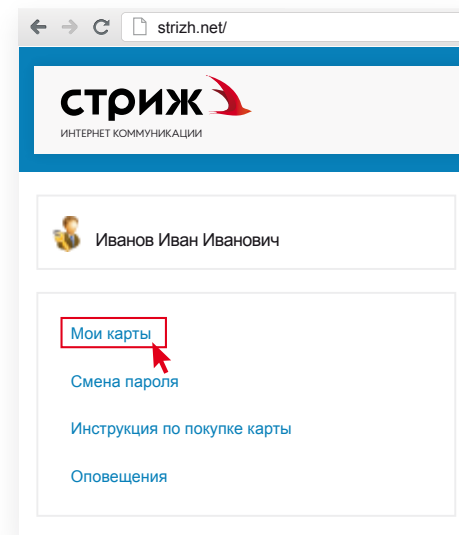 strizh.net/
стриж
ИНТЕРНЕТ КОММУНИКАЦИИ
Иванов Иван Иванович
Мои карты
Смена пароля
Инструкция по покупке карты
Оповещения